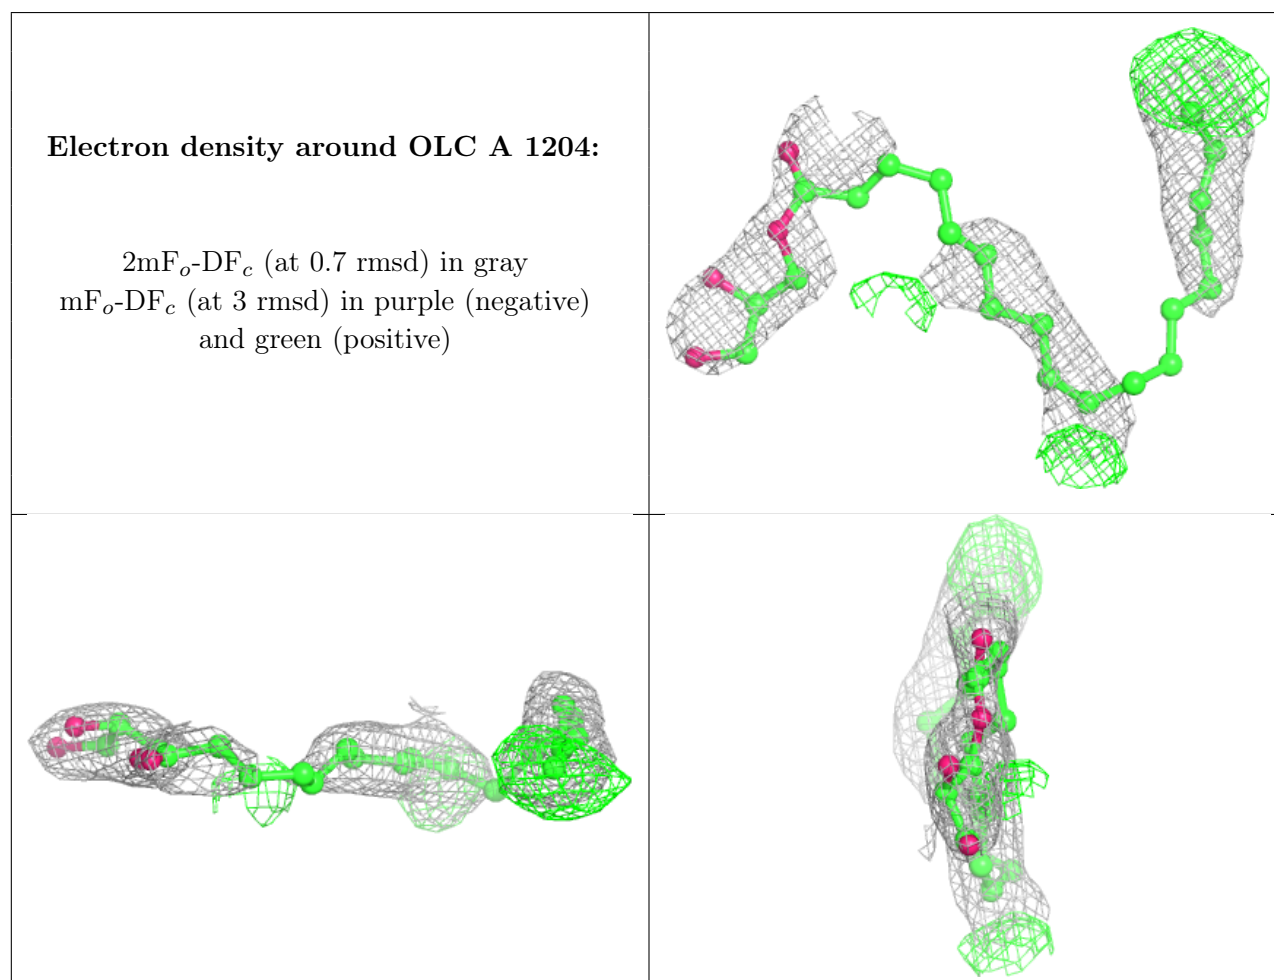 Electron density around OLC A 1204:
2mFo-DFc (at 0.7 rmsd) in gray
mFo-DFc (at 3 rmsd) in purple (negative)
and green (positive)